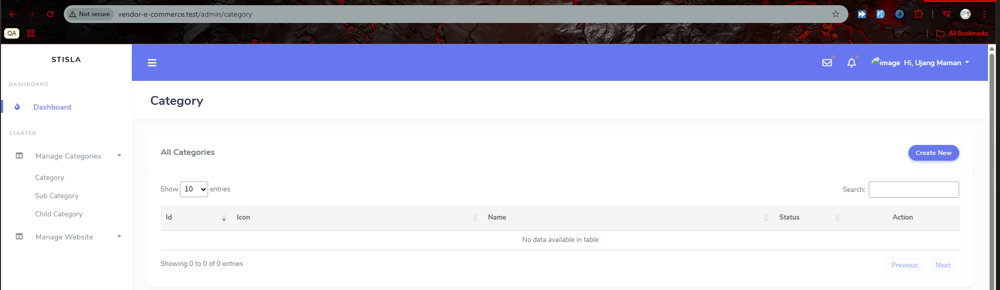 Not secure
vendor-e-commerce.test/admin/category
QA
All Bookmarks
STISLA
image Hi, Ujang Maman
DASHBOARD
Dashboard
Category
STARTER
Manage Categories
Category
Sub Category
Child Category
Manage Website
All Categories
Create New
Show 10 entries
Search:
Id Icon Name Status Action
No data available in table
Showing 0 to 0 of 0 entries
Previous Next